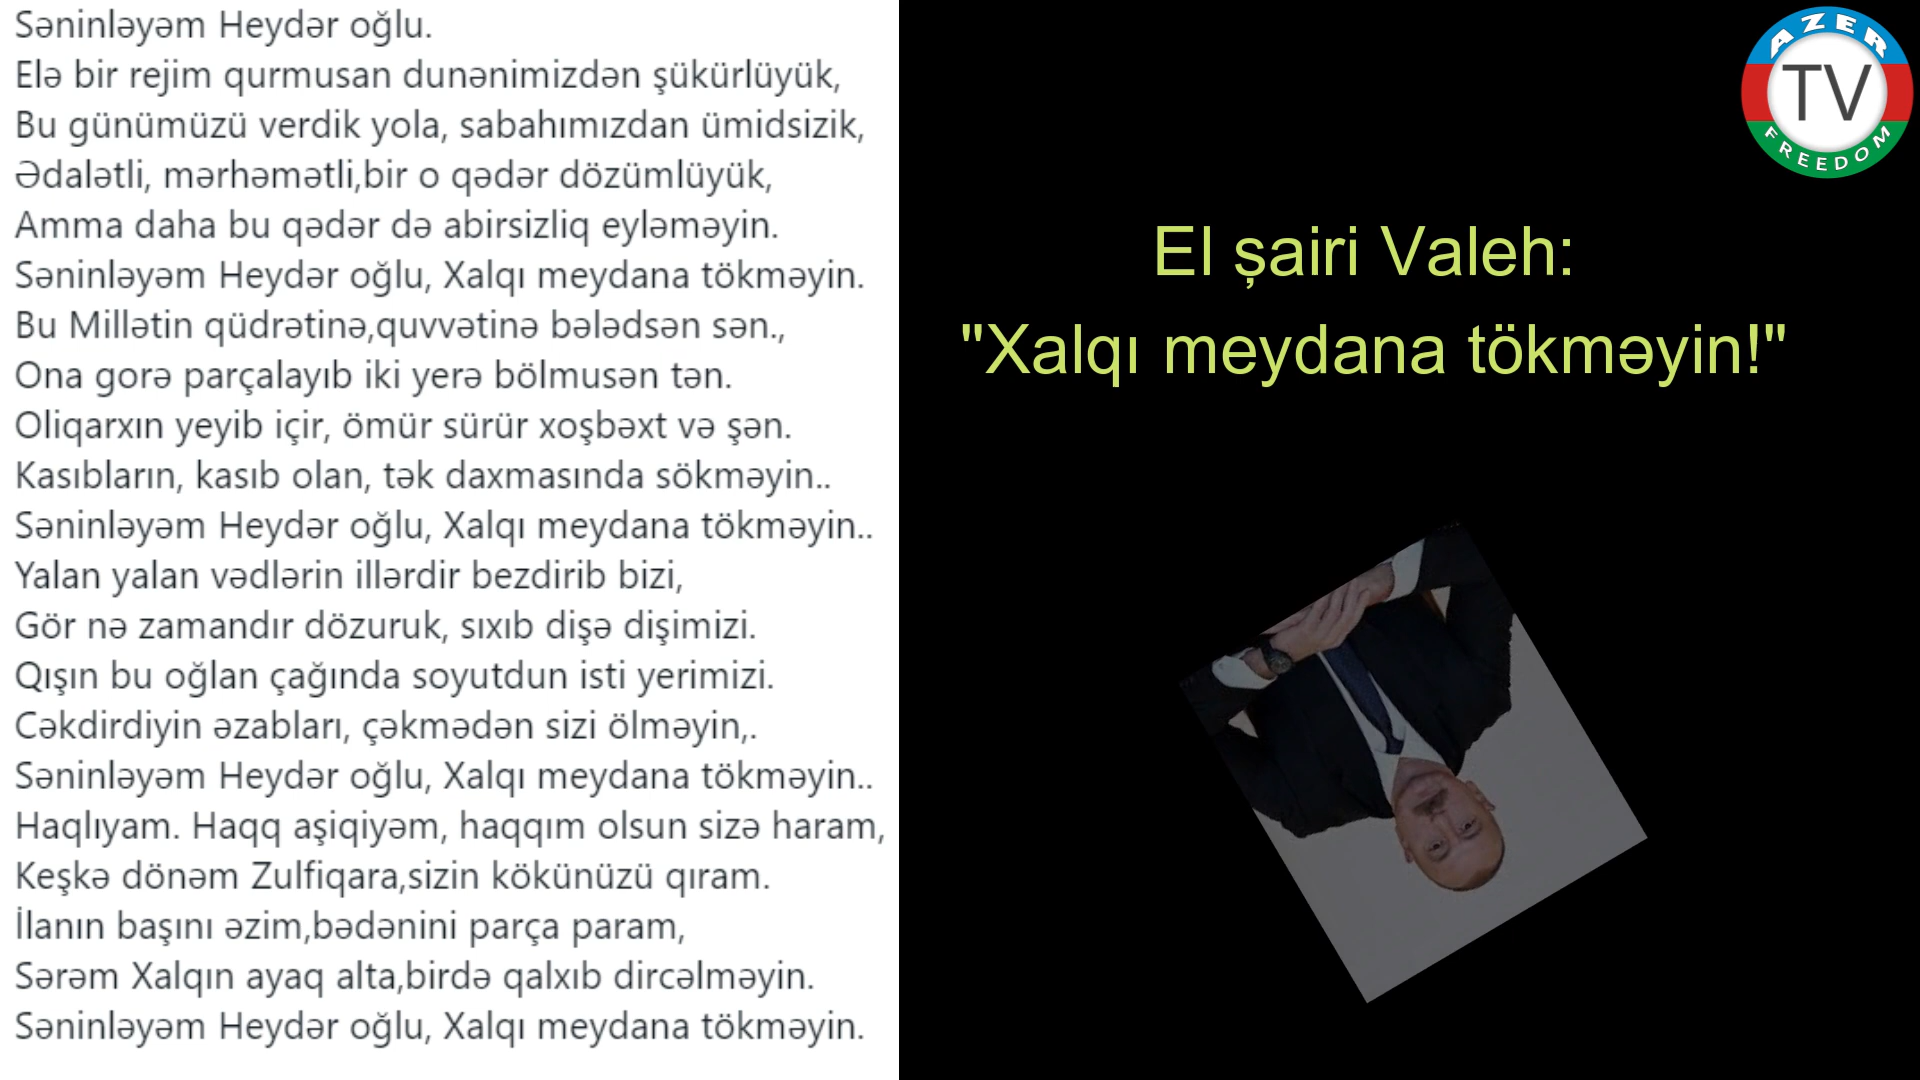 Səninləyəm Heydər oğlu.
Elə bir rejim qurmusan dunənimizdən şükürlüyük,
Bu günümüzü verdik yola, sabahımızdan ümidsizik,
Ədalətli, mərhəmətli,bir o qədər dözümlüyük,
Amma daha bu qədər də abirsizliq eyləməyin.
Səninləyəm Heydər oğlu, Xalqı meydana tökməyin.
Bu Millətin qüdrətinə,quvvətinə bələdsən sən.,
Ona gorə parçalayıb iki yerə bölmusən tən.
Oliqarxın yeyib içir, ömür sürür xoşbəxt və şən.
Kasıbların, kasıb olan, tək daxmasında sökməyin..
Səninləyəm Heydər oğlu, Xalqı meydana tökməyin..
Yalan yalan vədlərin illərdir bezdirib bizi,
Gör nə zamandır dözuruk, sıxıb dişə dişimizi.
Qışın bu oğlan çağında soyutdun isti yerimizi.
Cəkdirdiyin əzabları, çəkmədən sizi ölməyin,.
Səninləyəm Heydər oğlu, Xalqı meydana tökməyin..
Haqlıyam. Haqq aşiqiyəm, haqqım olsun sizə haram,
Keşkə dönəm Zulfiqara,sizin kökünüzü qıram.
İlanın başını əzim,bədənini parça param,
Sərəm Xalqın ayaq alta,birdə qalxıb dircəlməyin.
Səninləyəm Heydər oğlu, Xalqı meydana tökməyin.
AZER
TV
FREEDOM
El șairi Valeh:
"Xalqı meydana tökməyin!"